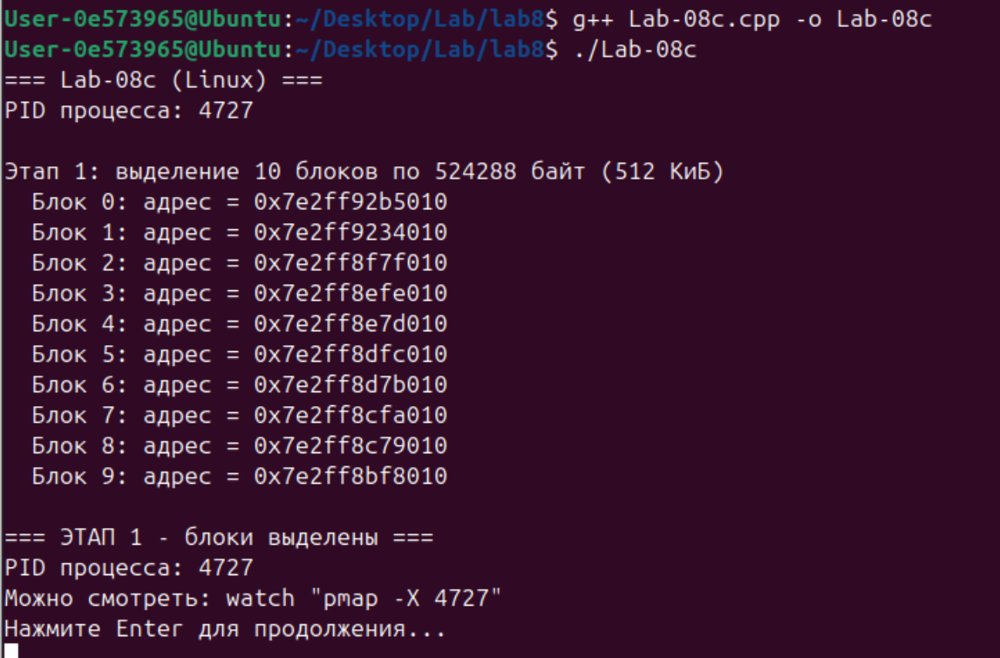 User-0e573965@Ubuntu:~/Desktop/Lab/lab8$ g++ Lab-08c.cpp -o Lab-08c
User-0e573965@Ubuntu:~/Desktop/Lab/lab8$ ./Lab-08c
=== Lab-08c (Linux) ===
PID процесса: 4727
Этап 1: выделение 10 блоков по 524288 байт (512 КиБ)
Блок 0: адрес = 0x7e2ff92b5010
Блок 1: адрес = 0x7e2ff9234010
Блок 2: адрес = 0x7e2ff8f7f010
Блок 3: адрес = 0x7e2ff8efe010
Блок 4: адрес = 0x7e2ff8e7d010
Блок 5: адрес = 0x7e2ff8dfc010
Блок 6: адрес = 0x7e2ff8d7b010
Блок 7: адрес = 0x7e2ff8cfa010
Блок 8: адрес = 0x7e2ff8c79010
Блок 9: адрес = 0x7e2ff8bf8010
=== ЭТАП 1 - блоки выделены ===
PID процесса: 4727
Можно смотреть: watch "pmap -X 4727"
Нажмите Enter для продолжения...